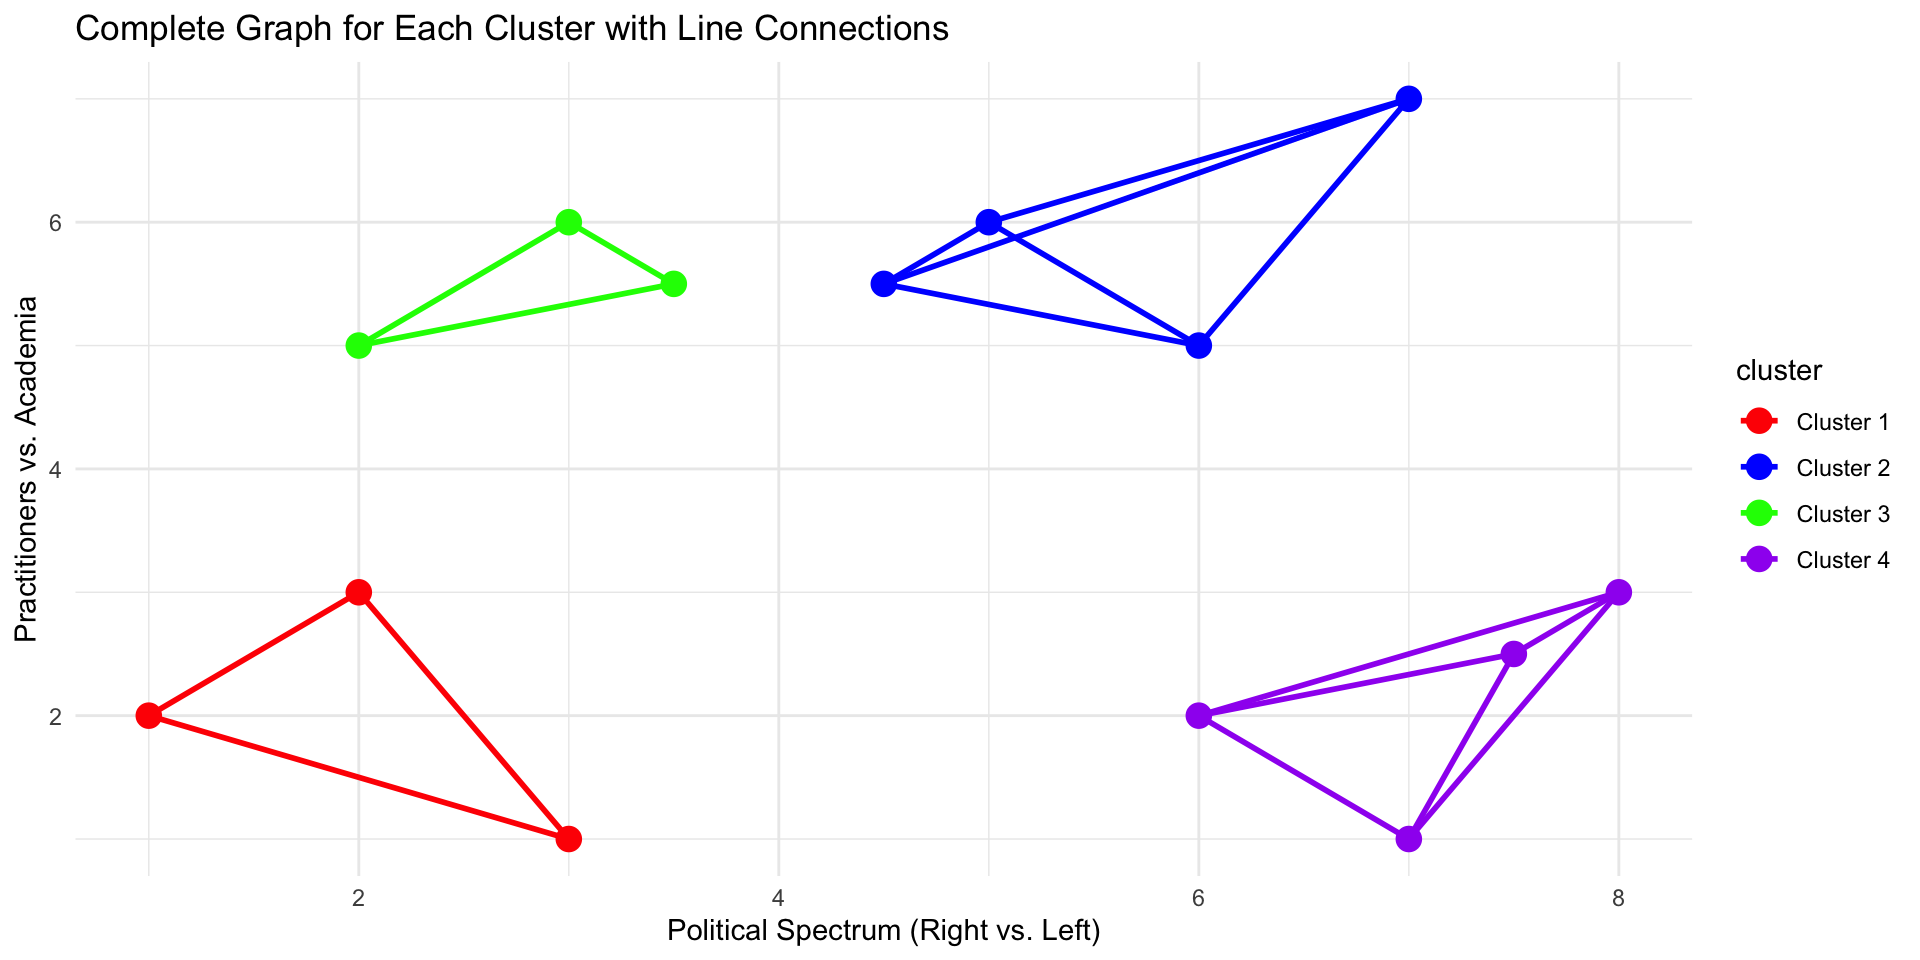 Complete Graph for Each Cluster with Line Connections
Practitioners vs. Academia
6
4
2
2
4
6
8
Political Spectrum (Right vs. Left)
cluster
Cluster 1
Cluster 2
Cluster 3
Cluster 4